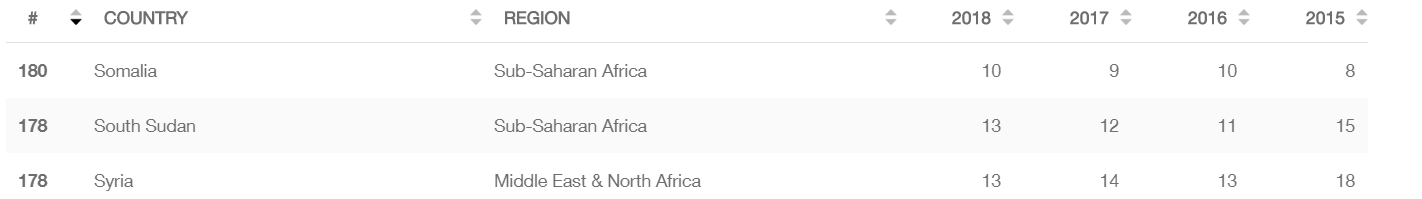 # COUNTRY REGION 2018 2017 2016 2015
180 Somalia Sub-Saharan Africa 10 9 10 8
178 South Sudan Sub-Saharan Africa 13 12 11 15
178 Syria Middle East & North Africa 13 14 13 18